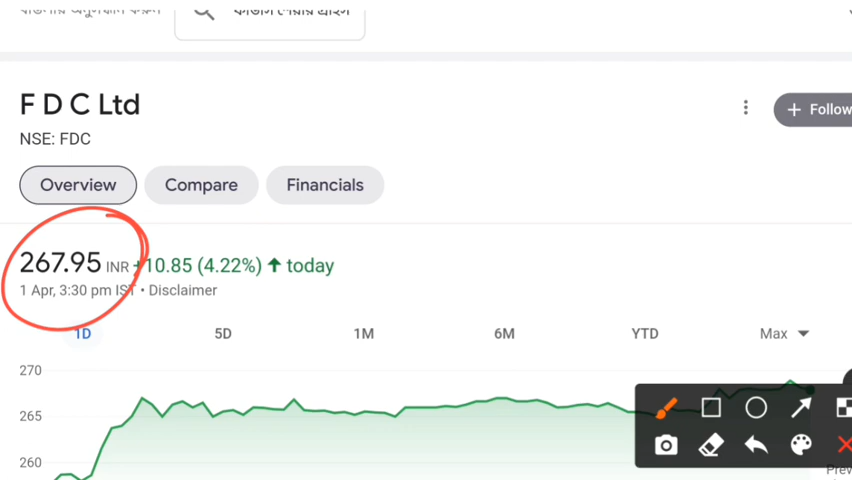 F D C Ltd
Follow
NSE: FDC
Overview Compare Financials
267.95 INR +10.85 (4.22%) today
1 Apr, 3:30 pm IST • Disclaimer
1D 5D 1M 6M YTD Max
270
265
260